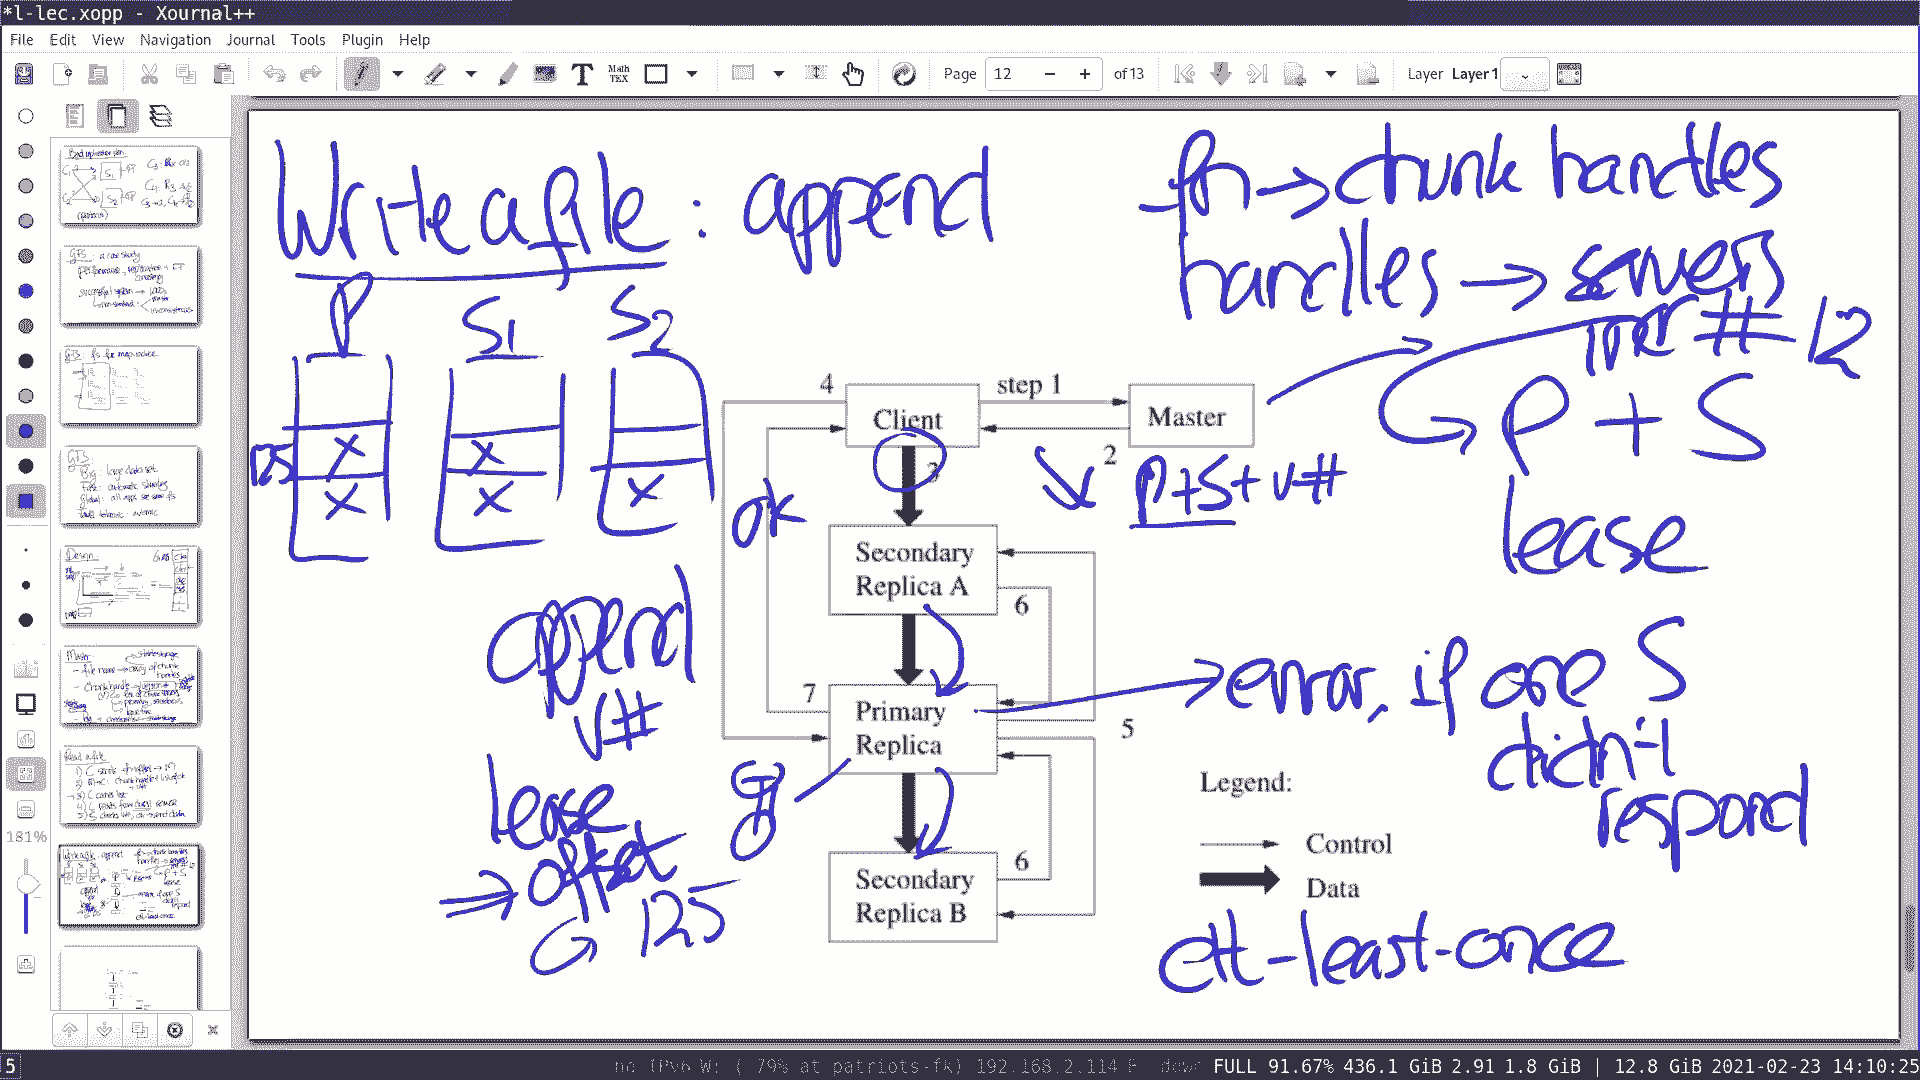 *l-lec.xopp - Xournal++
File Edit View Navigation Journal Tools Plugin Help
Math
TEX
Page 12 of 13 Layer Layer 1
Write a file : append
fn → chunk handles
handles → servers
ver # 12
P S1 S2
P + S
lease
125
X X
X X X
step 1
4
Client
Master
2
3
P+S+v#
ok
Secondary
Replica A
6
append
v#
7
Primary
Replica
5
error, if one S
didn't
respond
lease
offset
125
Legend:
Control
Data
Secondary
Replica B
6
at-least-once
181%
5
no IPv6 W: ( 79% at patriots-fk) 192.168.2.114 E: down FULL 91.67% 436.1 GiB 2.91 1.8 GiB | 12.8 GiB 2021-02-23 14:10:25